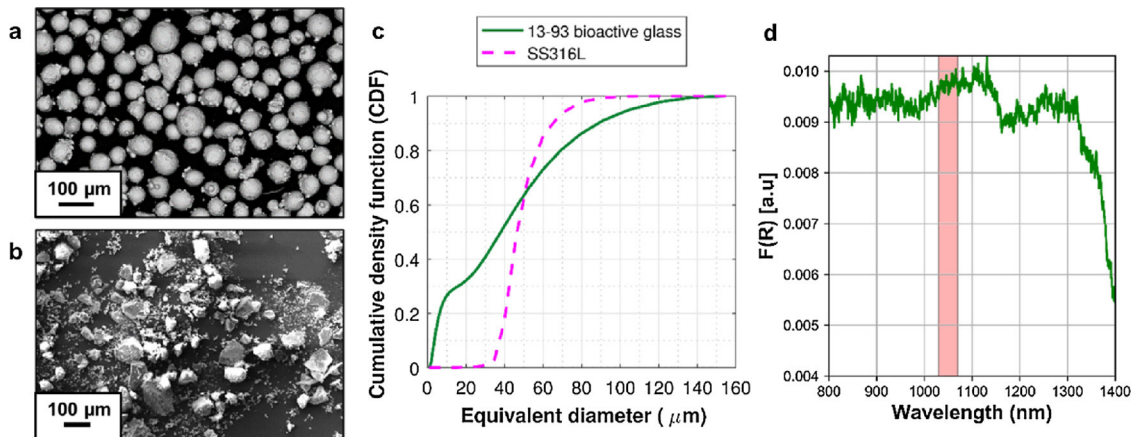 a
100 µm
b
100 µm
c
13-93 bioactive glass
SS316L
Cumulative density function (CDF)
1
0.8
0.6
0.4
0.2
0
0
20
40
60
80
100
120
140
160
Equivalent diameter ( µm)
d
F(R) [a.u]
0.010
0.009
0.008
0.007
0.006
0.005
0.004
800
900
1000
1100
1200
1300
1400
Wavelength (nm)